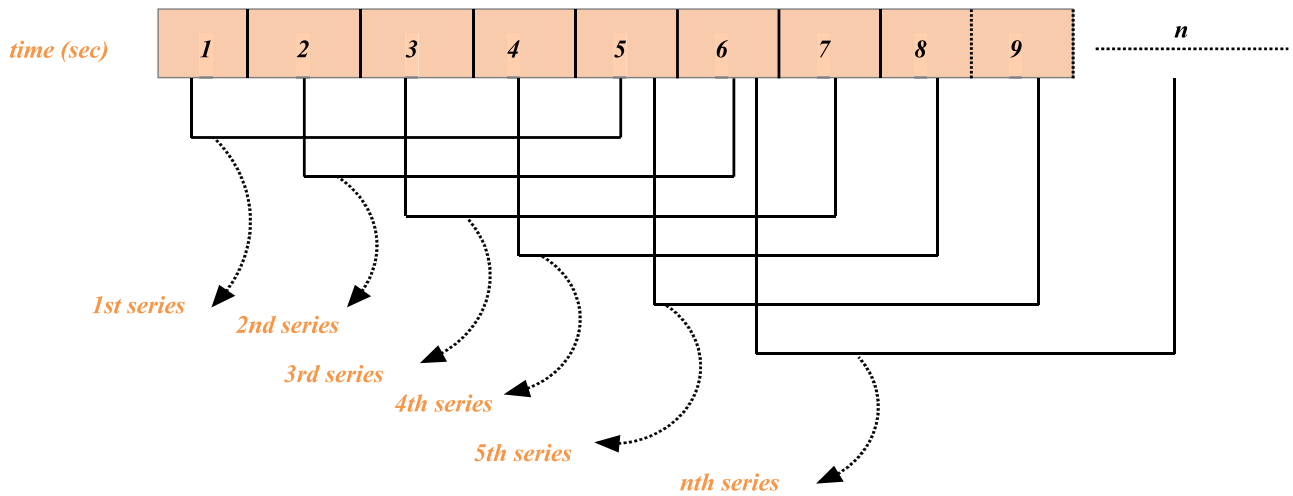 time (sec) 1 2 3 4 5 6 7 8 9 n
1st series
2nd series
3rd series
4th series
5th series
nth series